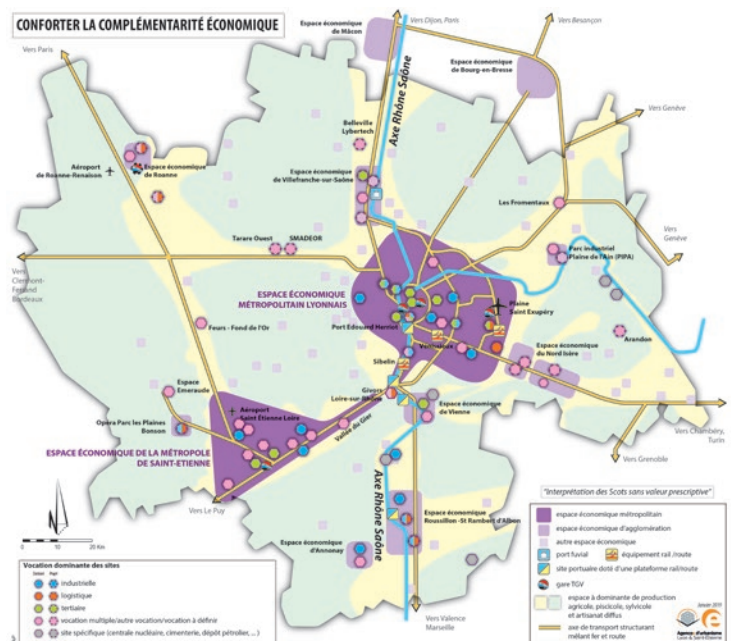 CONFORTER LA COMPLÉMENTARITÉ ÉCONOMIQUE
Vers Paris
Espace économique
de Mâcon
Vers Dijon, Paris
Vers Besançon
Espace économique
de Bourg-en-Bresse
Axe Rhône Saône
Vers Genève
Belleville
Lybertech
Aéroport
de Roanne-Renaison
Espace économique
de Roanne
Espace économique
de Villefranche-sur-Saône
Les Fromentaux
Tarare Ouest
SMADEOR
Vers
Genève
Parc industriel
Plaine de l'Ain (PIPA)
Vers
Clermont-
Ferrand
Bordeaux
ESPACE ÉCONOMIQUE
MÉTROPOLITAIN LYONNAIS
Plaine
Saint Exupéry
Port Edouard Herriot
Feurs - Fond de l'Or
Arandon
Espace économique
du Nord Isère
Sibelin
Espace
Emeraude
Givors
Loire-sur-Rhône
Aéroport
Saint Étienne Loire
Espace économique
de Vienne
Opera Parc les Plaines
Bonson
Vallée du Gier
Vers Chambéry,
Turin
ESPACE ÉCONOMIQUE DE LA MÉTROPOLE
DE SAINT-ETIENNE
Vers Grenoble
Axe Rhône Saône
Vers Le Puy
"Interprétation des Scots sans valeur prescriptive"
N
Espace économique
Roussillon -St Rambert d'Albon
Espace économique
d'Annonay
0
10
20 Km
Vers Valence
Marseille
espace économique métropolitain
espace économique d'agglomération
autre espace économique
port fluvial
équipement rail /route
site portuaire doté d'une plateforme rail/route
gare TGV
espace à dominante de production
agricole, piscicole, sylvicole
et artisanat diffus
axe de transport structurant
mêlant fer et route
Janvier 2011
Agence d'urbanisme
Vocation dominante des sites
industrielle
logistique
tertiaire
vocation multiple/autre vocation/vocation à définir
site spécifique (centrale nucléaire, cimenterie, dépôt pétrolier, ... )